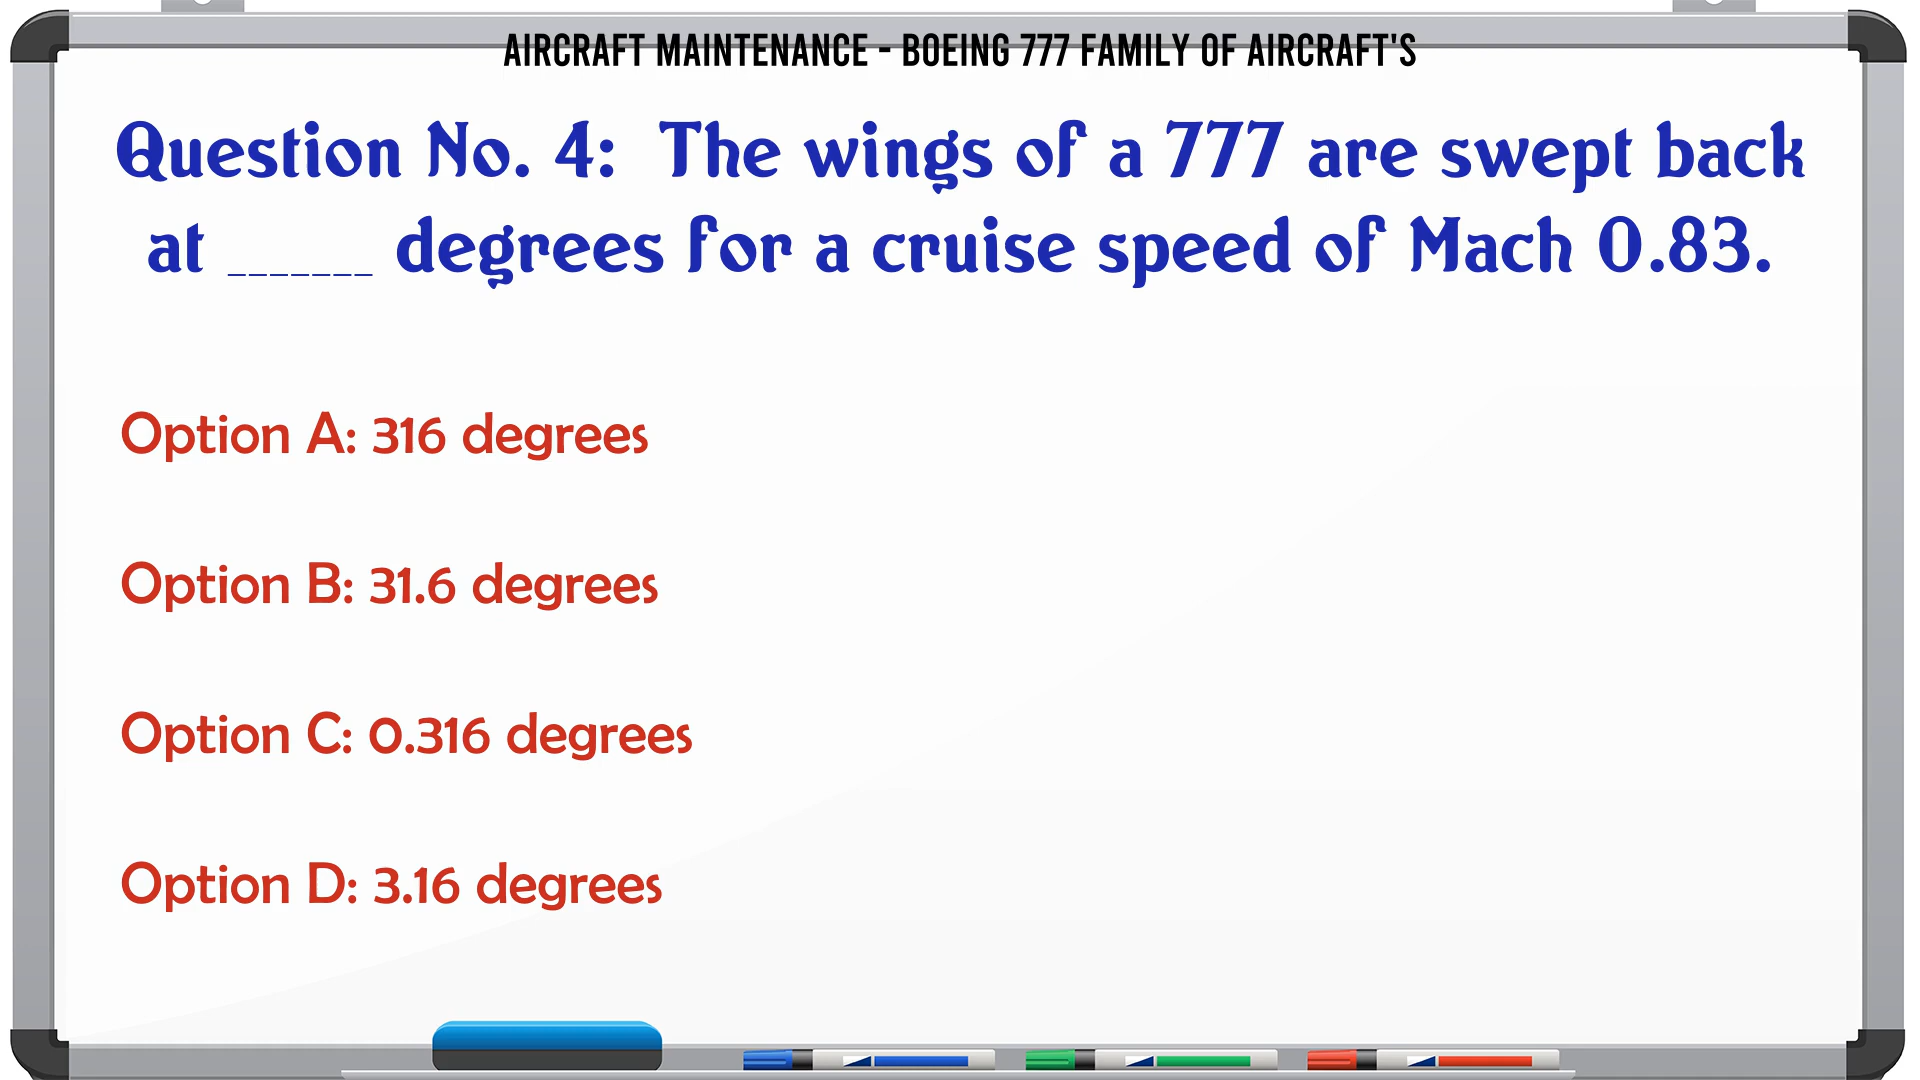 AIRCRAFT MAINTENANCE - BOEING 777 FAMILY OF AIRCRAFT'S
Question No. 4: The wings of a 777 are swept back
at _______ degrees for a cruise speed of Mach 0.83.
Option A: 316 degrees
Option B: 31.6 degrees
Option C: 0.316 degrees
Option D: 3.16 degrees